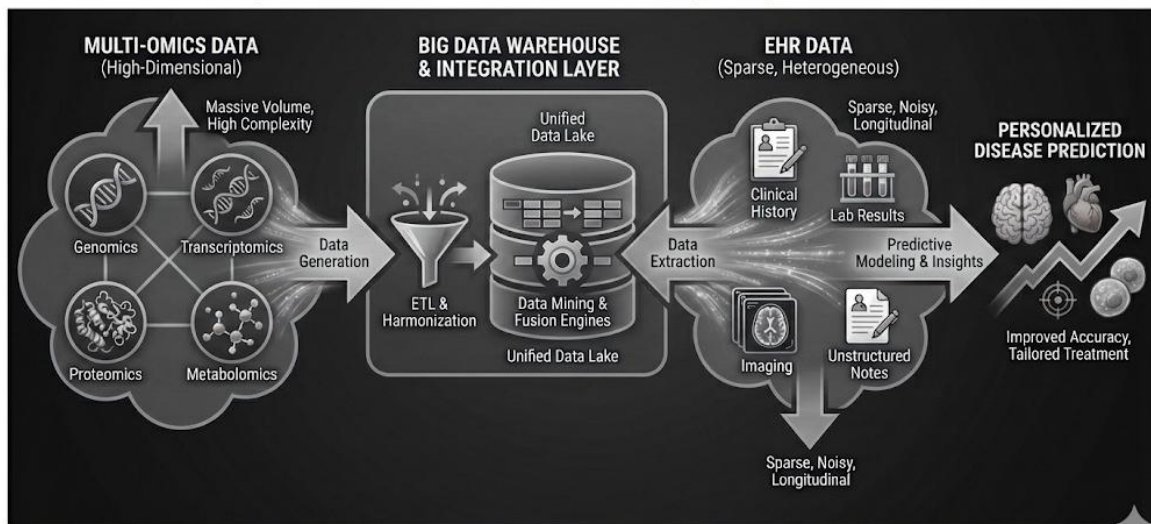 MULTI-OMICS DATA
(High-Dimensional)
Massive Volume,
High Complexity
Genomics
Transcriptomics
Proteomics
Metabolomics
Data
Generation
BIG DATA WAREHOUSE
& INTEGRATION LAYER
Unified
Data Lake
ETL &
Harmonization
Data Mining &
Fusion Engines
Unified Data Lake
EHR DATA
(Sparse, Heterogeneous)
Sparse, Noisy,
Longitudinal
Clinical
History
Lab Results
Data
Extraction
Predictive
Modeling & Insights
Imaging
Unstructured
Notes
Sparse, Noisy,
Longitudinal
PERSONALIZED
DISEASE PREDICTION
Improved Accuracy,
Tailored Treatment